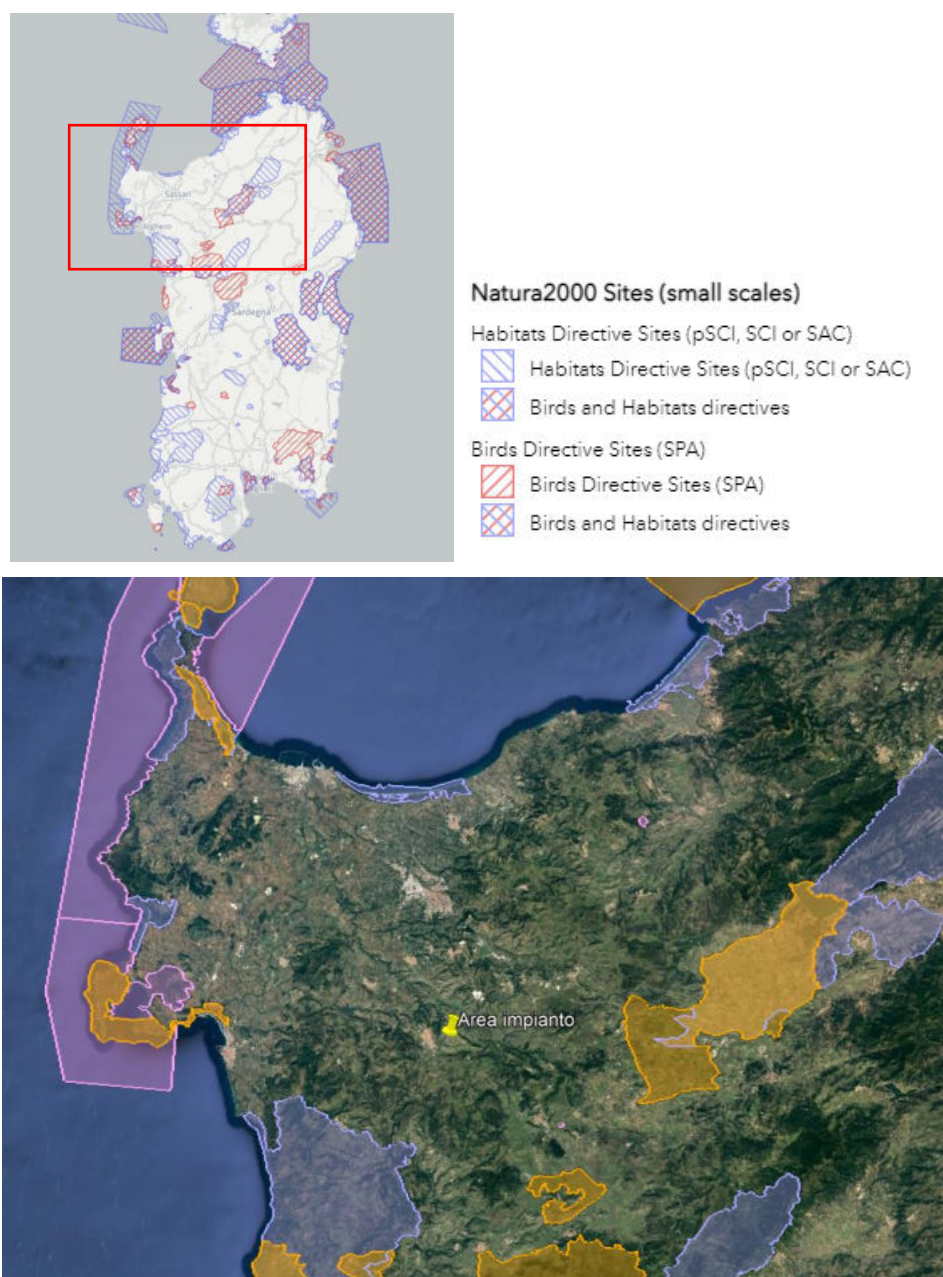 Sassari
Alghero
Sardegna
Natura2000 Sites (small scales)
Habitats Directive Sites (pSCI, SCI or SAC)
Habitats Directive Sites (pSCI, SCI or SAC)
Birds and Habitats directives
Birds Directive Sites (SPA)
Birds Directive Sites (SPA)
Birds and Habitats directives
Area impianto